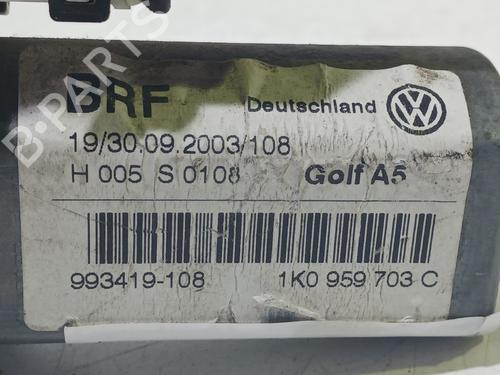 BRF Deutschland
19/30.09.2003/108
H 005 S 0108 Golf A5
993419-108 1K0 959 703 C
B-PARTS